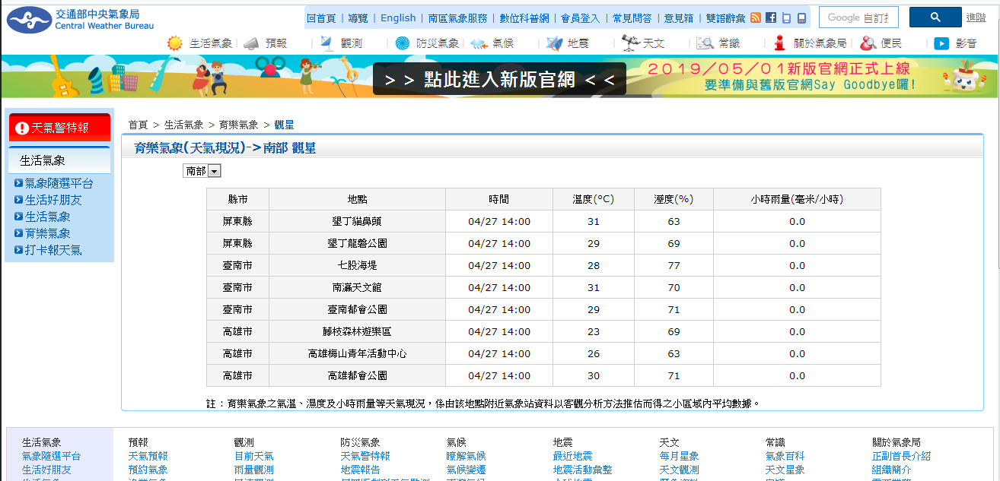 交通部中央氣象局
Central Weather Bureau
回首頁 | 導覽 | English | 南區氣象服務 | 數位科普網 | 會員登入 | 常見問答 | 意見箱 | 雙語辭彙
Google 自訂
進階
生活氣象 | 預報 | 觀測 | 防災氣象 | 氣候 | 地震 | 天文 | 常識 | 關於氣象局 | 便民 | 影音
> > 點此進入新版官網 < <
2019／05／01新版官網正式上線
要準備與舊版官網Say Goodbye囉!
天氣警特報
生活氣象
氣象隨選平台
生活好朋友
生活氣象
育樂氣象
打卡報天氣
首頁 > 生活氣象 > 育樂氣象 > 觀星
育樂氣象(天氣現況)->南部 觀星
南部
縣市 地點 時間 溫度(°C) 溼度(%) 小時雨量(毫米/小時)
屏東縣 墾丁貓鼻頭 04/27 14:00 31 63 0.0
屏東縣 墾丁龍磐公園 04/27 14:00 29 69 0.0
臺南市 七股海堤 04/27 14:00 28 77 0.0
臺南市 南瀛天文館 04/27 14:00 31 70 0.0
臺南市 臺南都會公園 04/27 14:00 29 71 0.0
高雄市 藤枝森林遊樂區 04/27 14:00 23 69 0.0
高雄市 高雄梅山青年活動中心 04/27 14:00 26 63 0.0
高雄市 高雄都會公園 04/27 14:00 30 71 0.0
註：育樂氣象之氣溫、濕度及小時雨量等天氣現況，係由該地點附近氣象站資料以客觀分析方法推估而得之小區域內平均數據。
生活氣象 預報 觀測 防災氣象 氣候 地震 天文 常識 關於氣象局
氣象隨選平台 天氣預報 目前天氣 天氣警特報 瞭解氣候 最近地震 每月星象 氣象百科 正副首長介紹
生活好朋友 預約氣象 雨量觀測 地震報告 氣候變遷 地震活動彙整 天文觀測 天文星象 組織簡介